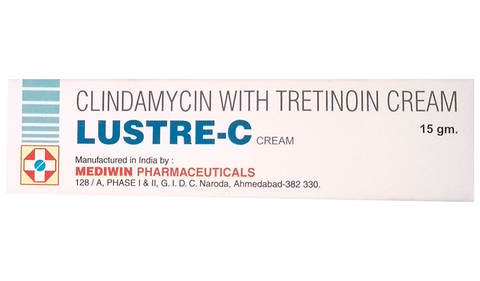 CLINDAMYCIN WITH TRETINOIN CREAM
LUSTRE-C CREAM
15 gm.
Manufactured in India by :
MEDIWIN PHARMACEUTICALS
128 / A, PHASE I & II, G. I. D. C. Naroda, Ahmedabad-382 330.